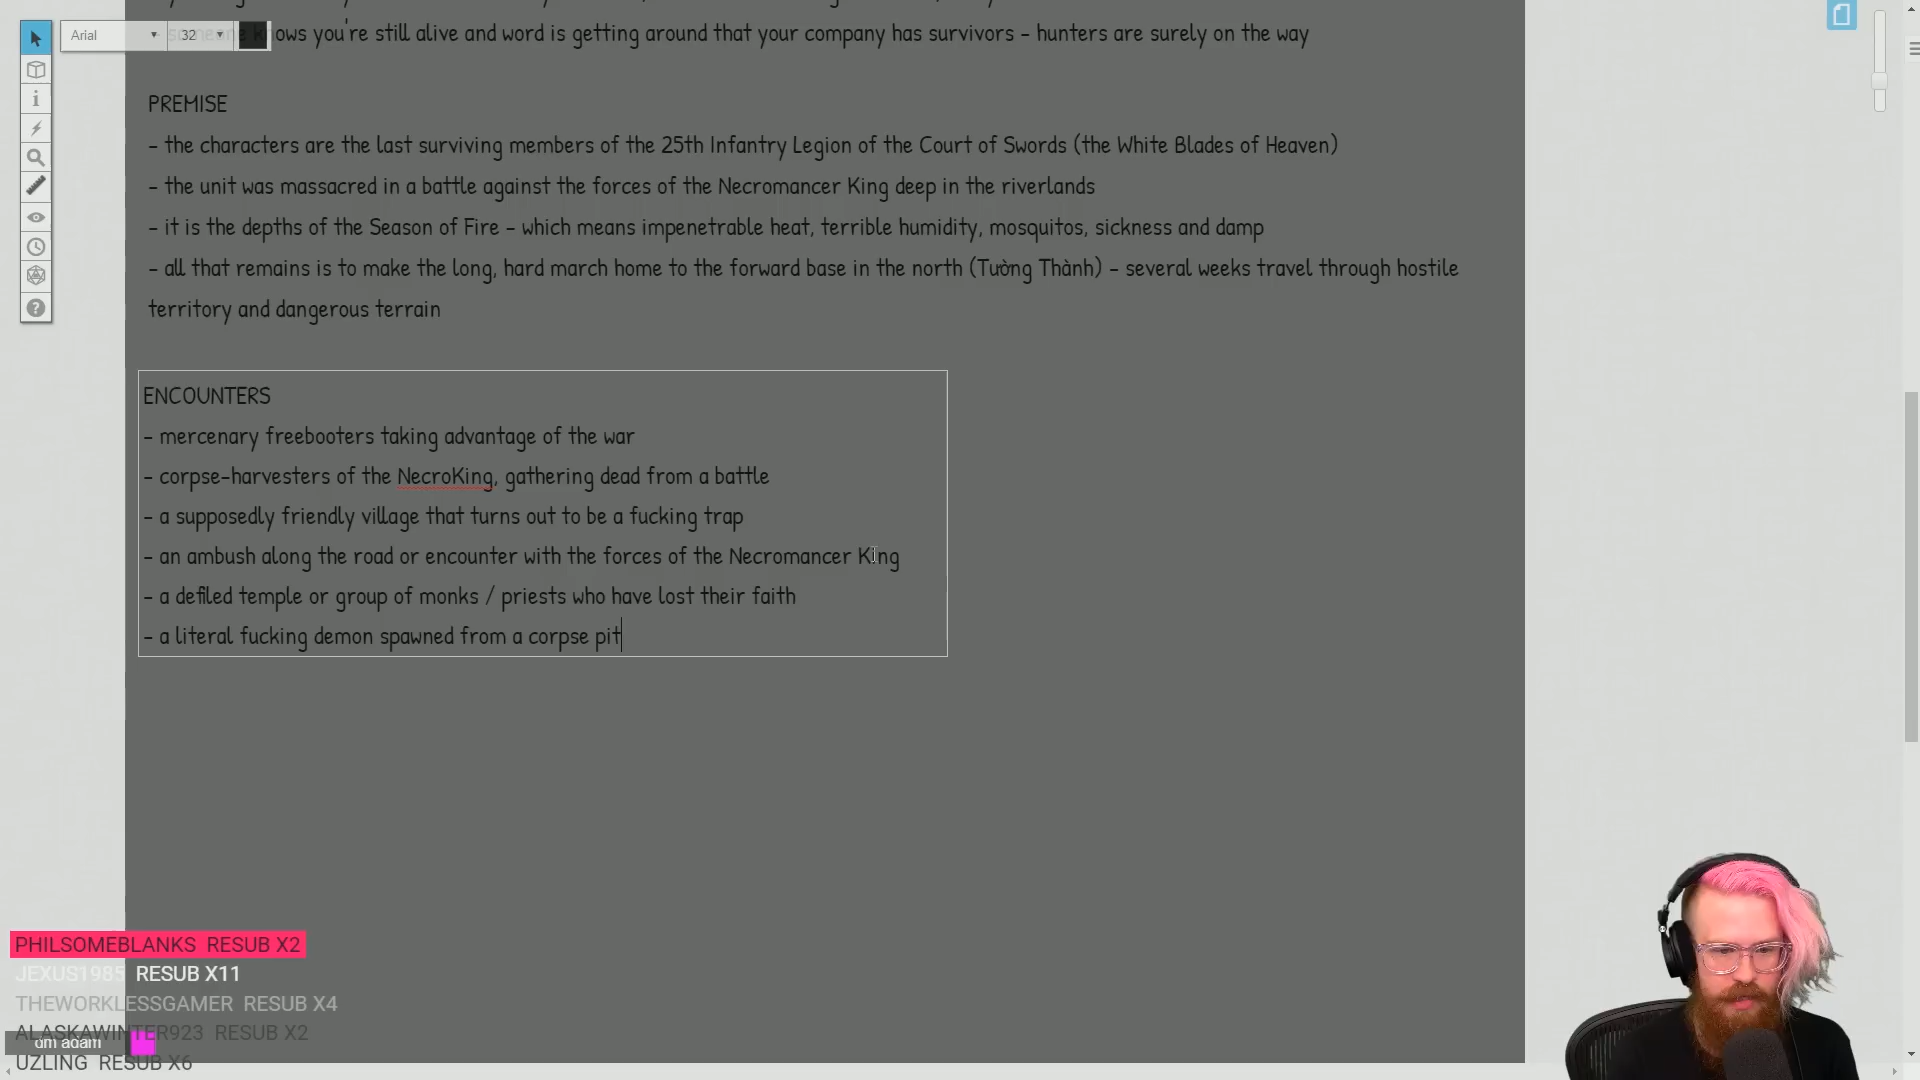 Arial 32
knows you're still alive and word is getting around that your company has survivors - hunters are surely on the way
PREMISE
- the characters are the last surviving members of the 25th Infantry Legion of the Court of Swords (the White Blades of Heaven)
- the unit was massacred in a battle against the forces of the Necromancer King deep in the riverlands
- it is the depths of the Season of Fire - which means impenetrable heat, terrible humidity, mosquitos, sickness and damp
- all that remains is to make the long, hard march home to the forward base in the north (Tường Thành) - several weeks travel through hostile
territory and dangerous terrain
ENCOUNTERS
- mercenary freebooters taking advantage of the war
- corpse-harvesters of the NecroKing, gathering dead from a battle
- a supposedly friendly village that turns out to be a fucking trap
- an ambush along the road or encounter with the forces of the Necromancer King
- a defiled temple or group of monks / priests who have lost their faith
- a literal fucking demon spawned from a corpse pit
PHILSOMEBLANKS RESUB X2
JEXUS1985 RESUB X11
THEWORKLESSGAMER RESUB X4
ALASKAWINTER923 RESUB X2
dm adam
UZLING RESUB X6